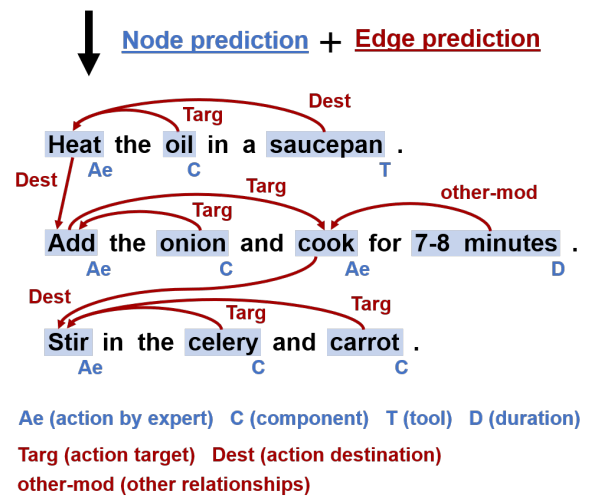 Node prediction + Edge prediction
Targ Dest
Heat the oil in a saucepan .
Ae C T
Dest Targ Targ other-mod
Add the onion and cook for 7-8 minutes .
Ae C Ae D
Dest Targ Targ
Stir in the celery and carrot .
Ae C C
Ae (action by expert) C (component) T (tool) D (duration)
Targ (action target) Dest (action destination)
other-mod (other relationships)